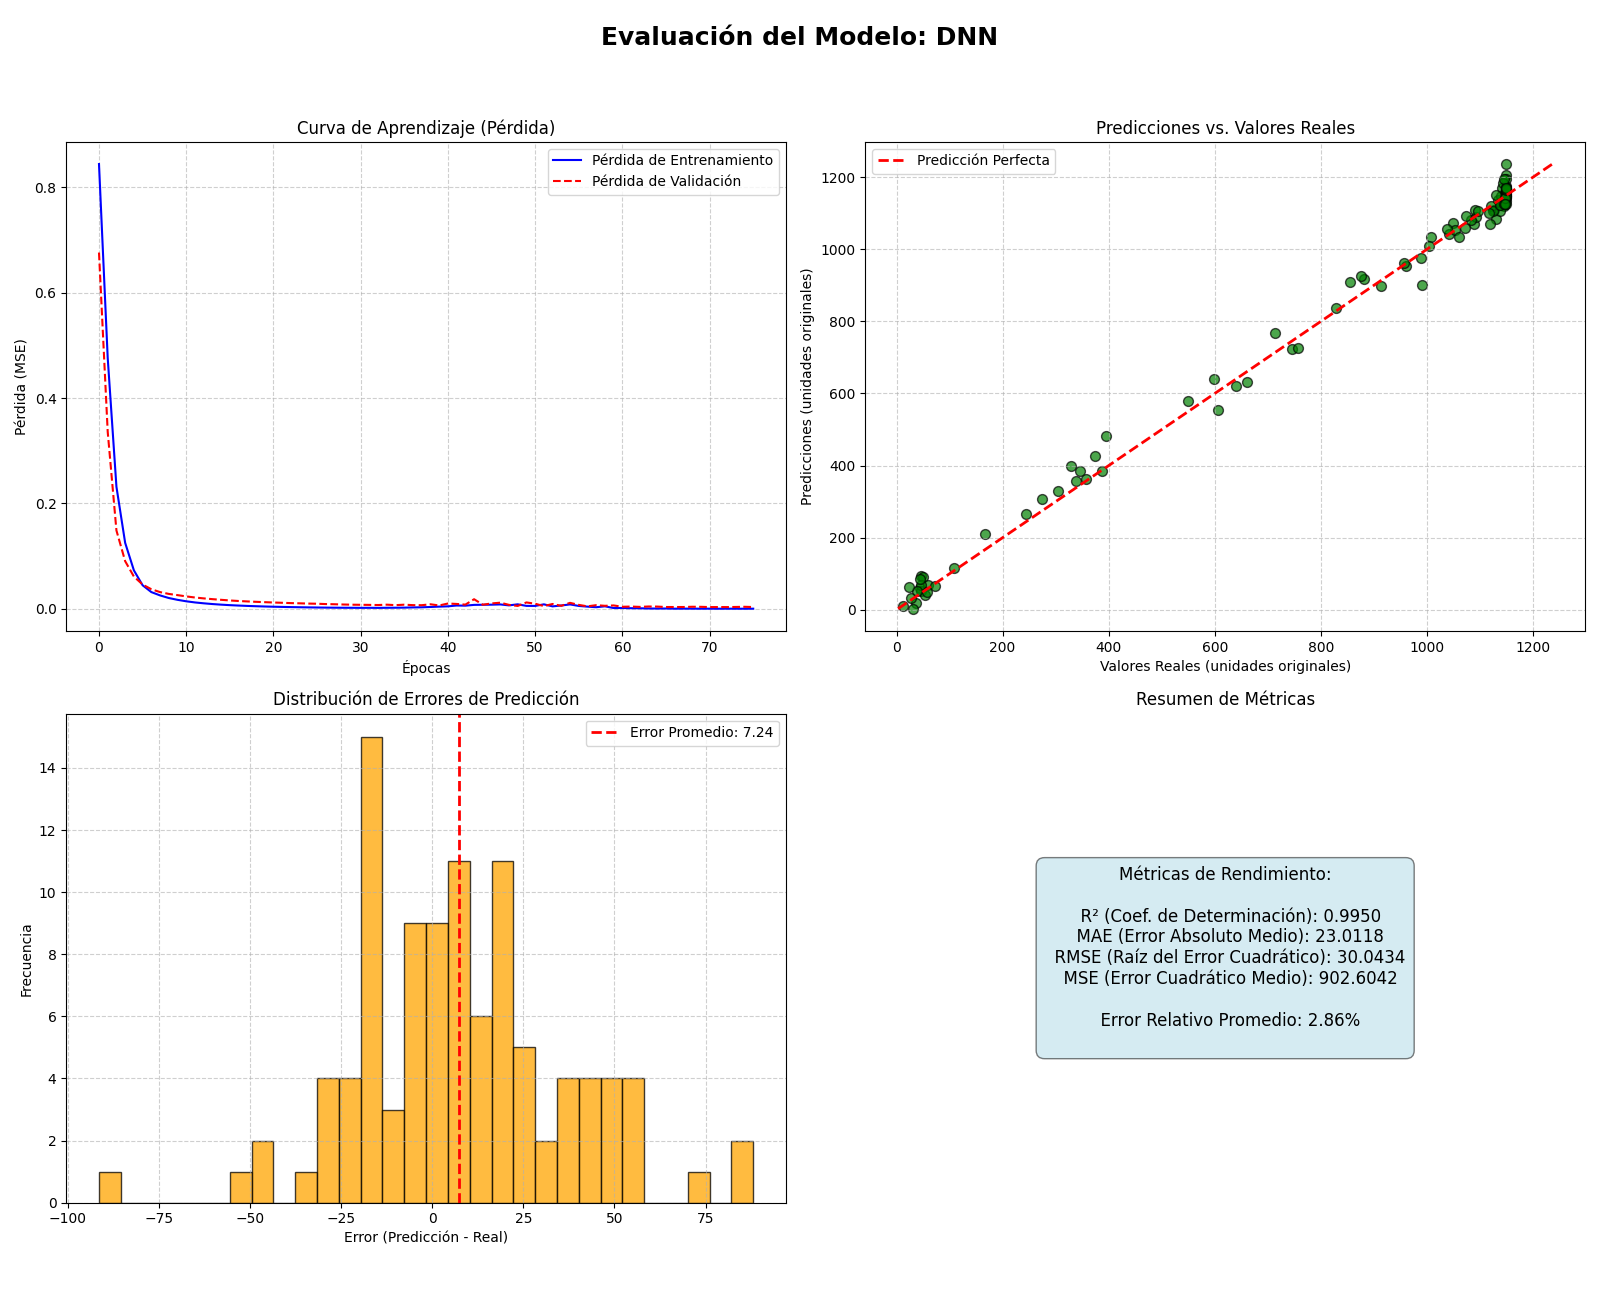 Evaluación del Modelo: DNN
Curva de Aprendizaje (Pérdida)
Pérdida de Entrenamiento
Pérdida de Validación
Pérdida (MSE)
0.8
0.6
0.4
0.2
0.0
0 10 20 30 40 50 60 70
Épocas
Predicciones vs. Valores Reales
Predicción Perfecta
Predicciones (unidades originales)
1200
1000
800
600
400
200
0
0 200 400 600 800 1000 1200
Valores Reales (unidades originales)
Distribución de Errores de Predicción
Error Promedio: 7.24
Frecuencia
14
12
10
8
6
4
2
0
−100 −75 −50 −25 0 25 50 75
Error (Predicción - Real)
Resumen de Métricas
Métricas de Rendimiento:
R² (Coef. de Determinación): 0.9950
MAE (Error Absoluto Medio): 23.0118
RMSE (Raíz del Error Cuadrático): 30.0434
MSE (Error Cuadrático Medio): 902.6042
Error Relativo Promedio: 2.86%